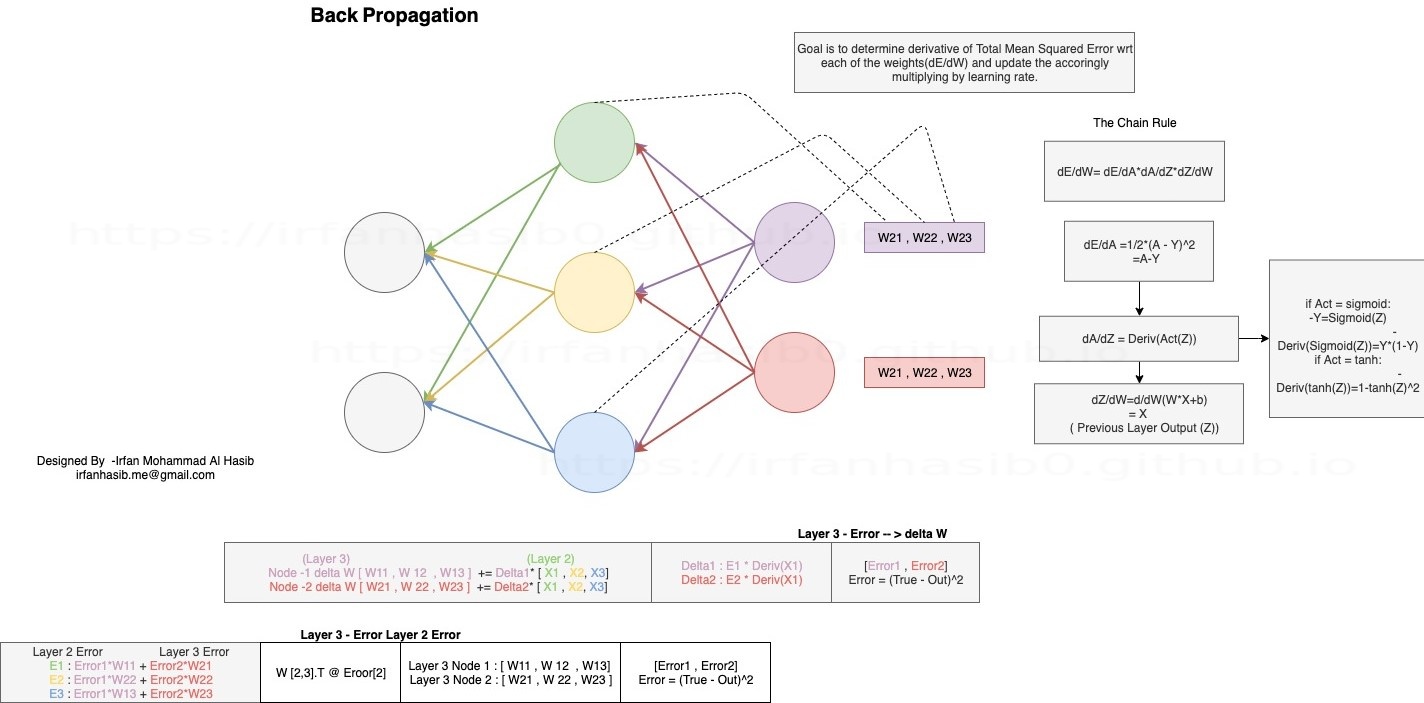 Back Propagation
Goal is to determine derivative of Total Mean Squared Error wrt
each of the weights(dE/dW) and update the accoringly
multiplying by learning rate.
The Chain Rule
dE/dW= dE/dA*dA/dZ*dZ/dW
https://irfanhasib0.github.io
W21 , W22 , W23
dE/dA =1/2*(A - Y)^2
=A-Y
if Act = sigmoid:
-Y=Sigmoid(Z)
-
Deriv(Sigmoid(Z))=Y*(1-Y)
if Act = tanh:
-
Deriv(tanh(Z))=1-tanh(Z)^2
dA/dZ = Deriv(Act(Z))
https://irfanhasib0.github.io
W21 , W22 , W23
dZ/dW=d/dW(W*X+b)
= X
( Previous Layer Output (Z))
Designed By  -Irfan Mohammad Al Hasib
irfanhasib.me@gmail.com
https://irfanhasib0.github.io
Layer 3 - Error -- > delta W
(Layer 3) (Layer 2)
Node -1 delta W [ W11 , W 12  , W13 ]  += Delta1* [ X1 , X2, X3]
Node -2 delta W [ W21 , W 22 , W23 ]  += Delta2* [ X1 , X2, X3]
Delta1 : E1 * Deriv(X1)
Delta2 : E2 * Deriv(X1)
[Error1 , Error2]
Error = (True - Out)^2
Layer 3 - Error Layer 2 Error
Layer 2 Error Layer 3 Error
E1 : Error1*W11 + Error2*W21
E2 : Error1*W22 + Error2*W22
E3 : Error1*W13 + Error2*W23
W [2,3].T @ Eroor[2]
Layer 3 Node 1 : [ W11 , W 12  , W13]
Layer 3 Node 2 : [ W21 , W 22 , W23 ]
[Error1 , Error2]
Error = (True - Out)^2